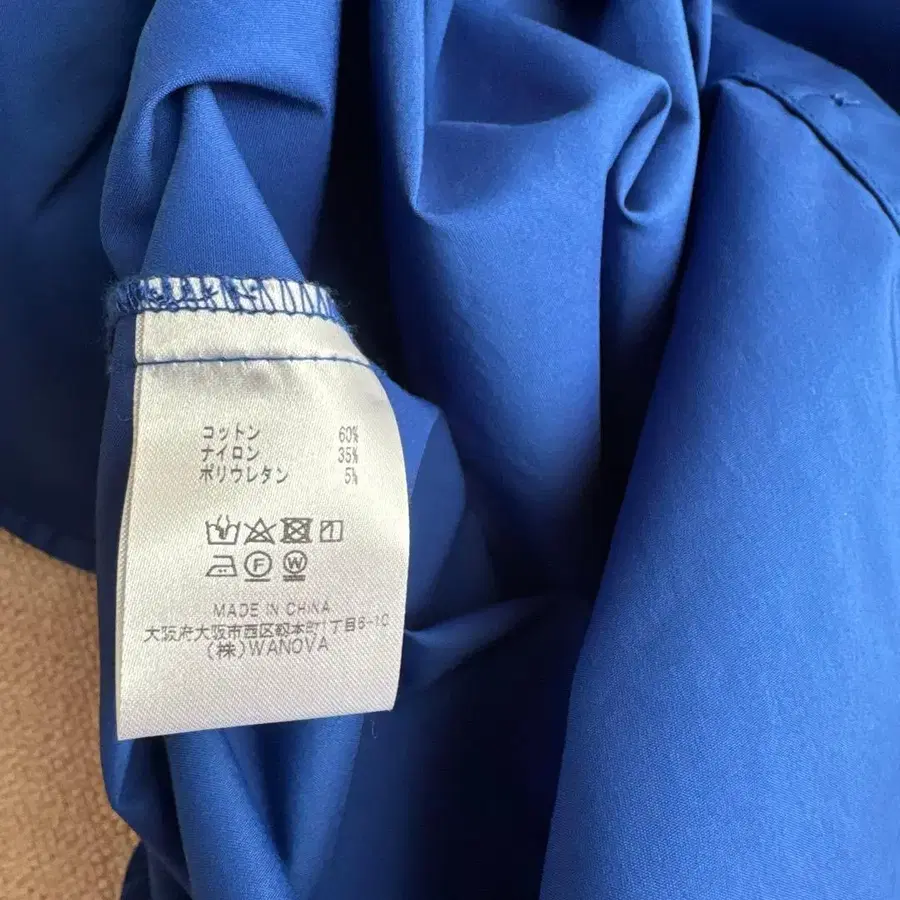 コットン 60%
ナイロン 35%
ポリウレタン 5%
F W
MADE IN CHINA
大阪府大阪市西区靱本町1丁目6-10
(株)WANOVA